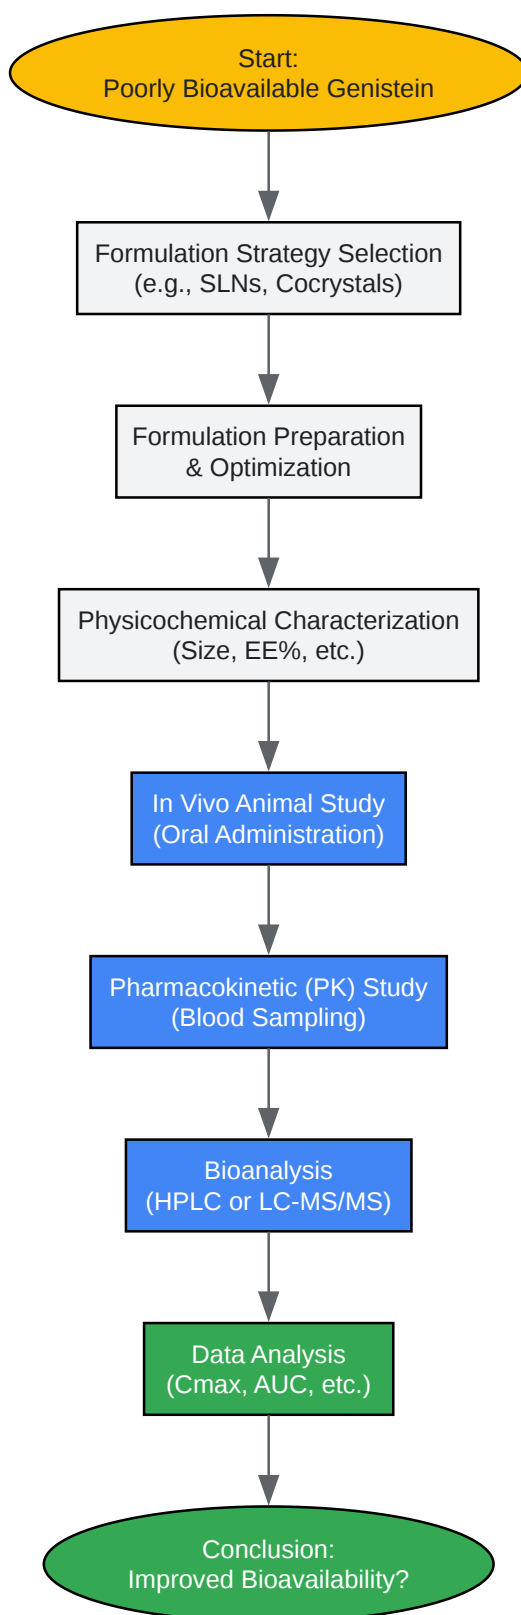 Start:
Poorly Bioavailable Genistein
Formulation Strategy Selection
(e.g., SLNs, Cocrystals)
Formulation Preparation
& Optimization
Physicochemical Characterization
(Size, EE%, etc.)
In Vivo Animal Study
(Oral Administration)
Pharmacokinetic (PK) Study
(Blood Sampling)
Bioanalysis
(HPLC or LC-MS/MS)
Data Analysis
(Cmax, AUC, etc.)
Conclusion:
Improved Bioavailability?